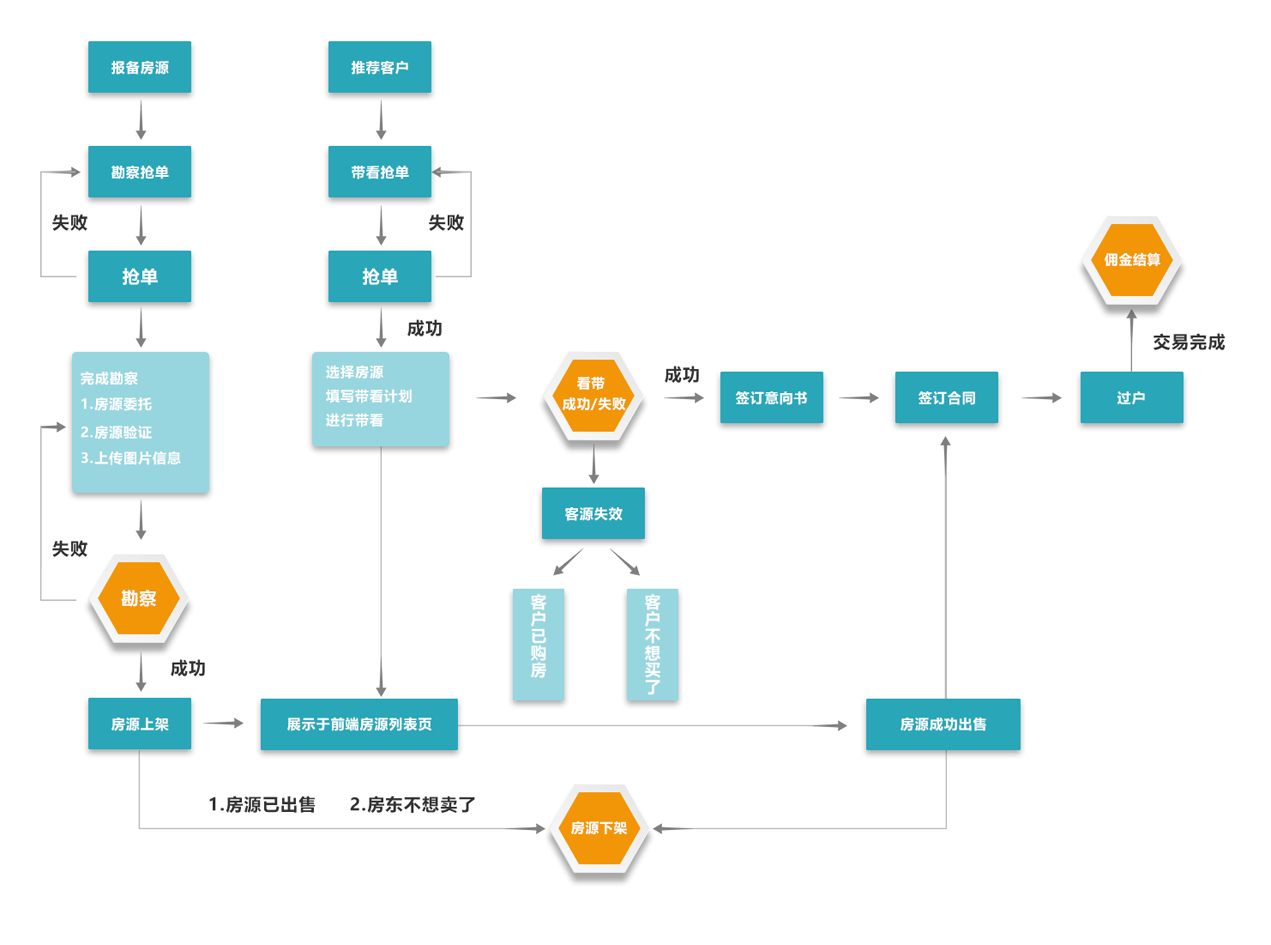 报备房源
推荐客户
勘察抢单
带看抢单
失败
失败
抢单
抢单
佣金结算
成功
交易完成
完成勘察
1.房源委托
2.房源验证
3.上传图片信息
选择房源
填写带看计划
进行带看
看带
成功/失败
成功
签订意向书
签订合同
过户
客源失效
失败
勘察
客户已购房
客户不想买了
成功
房源上架
展示于前端房源列表页
房源成功出售
1.房源已出售
2.房东不想卖了
房源下架